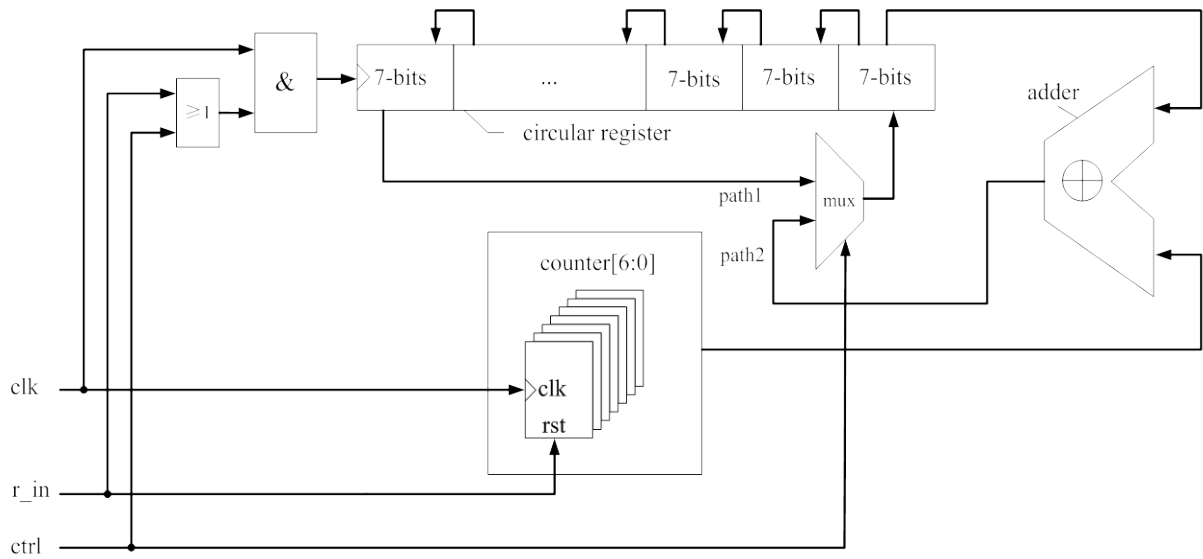 &
≥1
7-bits
...
7-bits
7-bits
7-bits
circular register
adder
path1
mux
path2
counter[6:0]
clk
clk
rst
r_in
ctrl